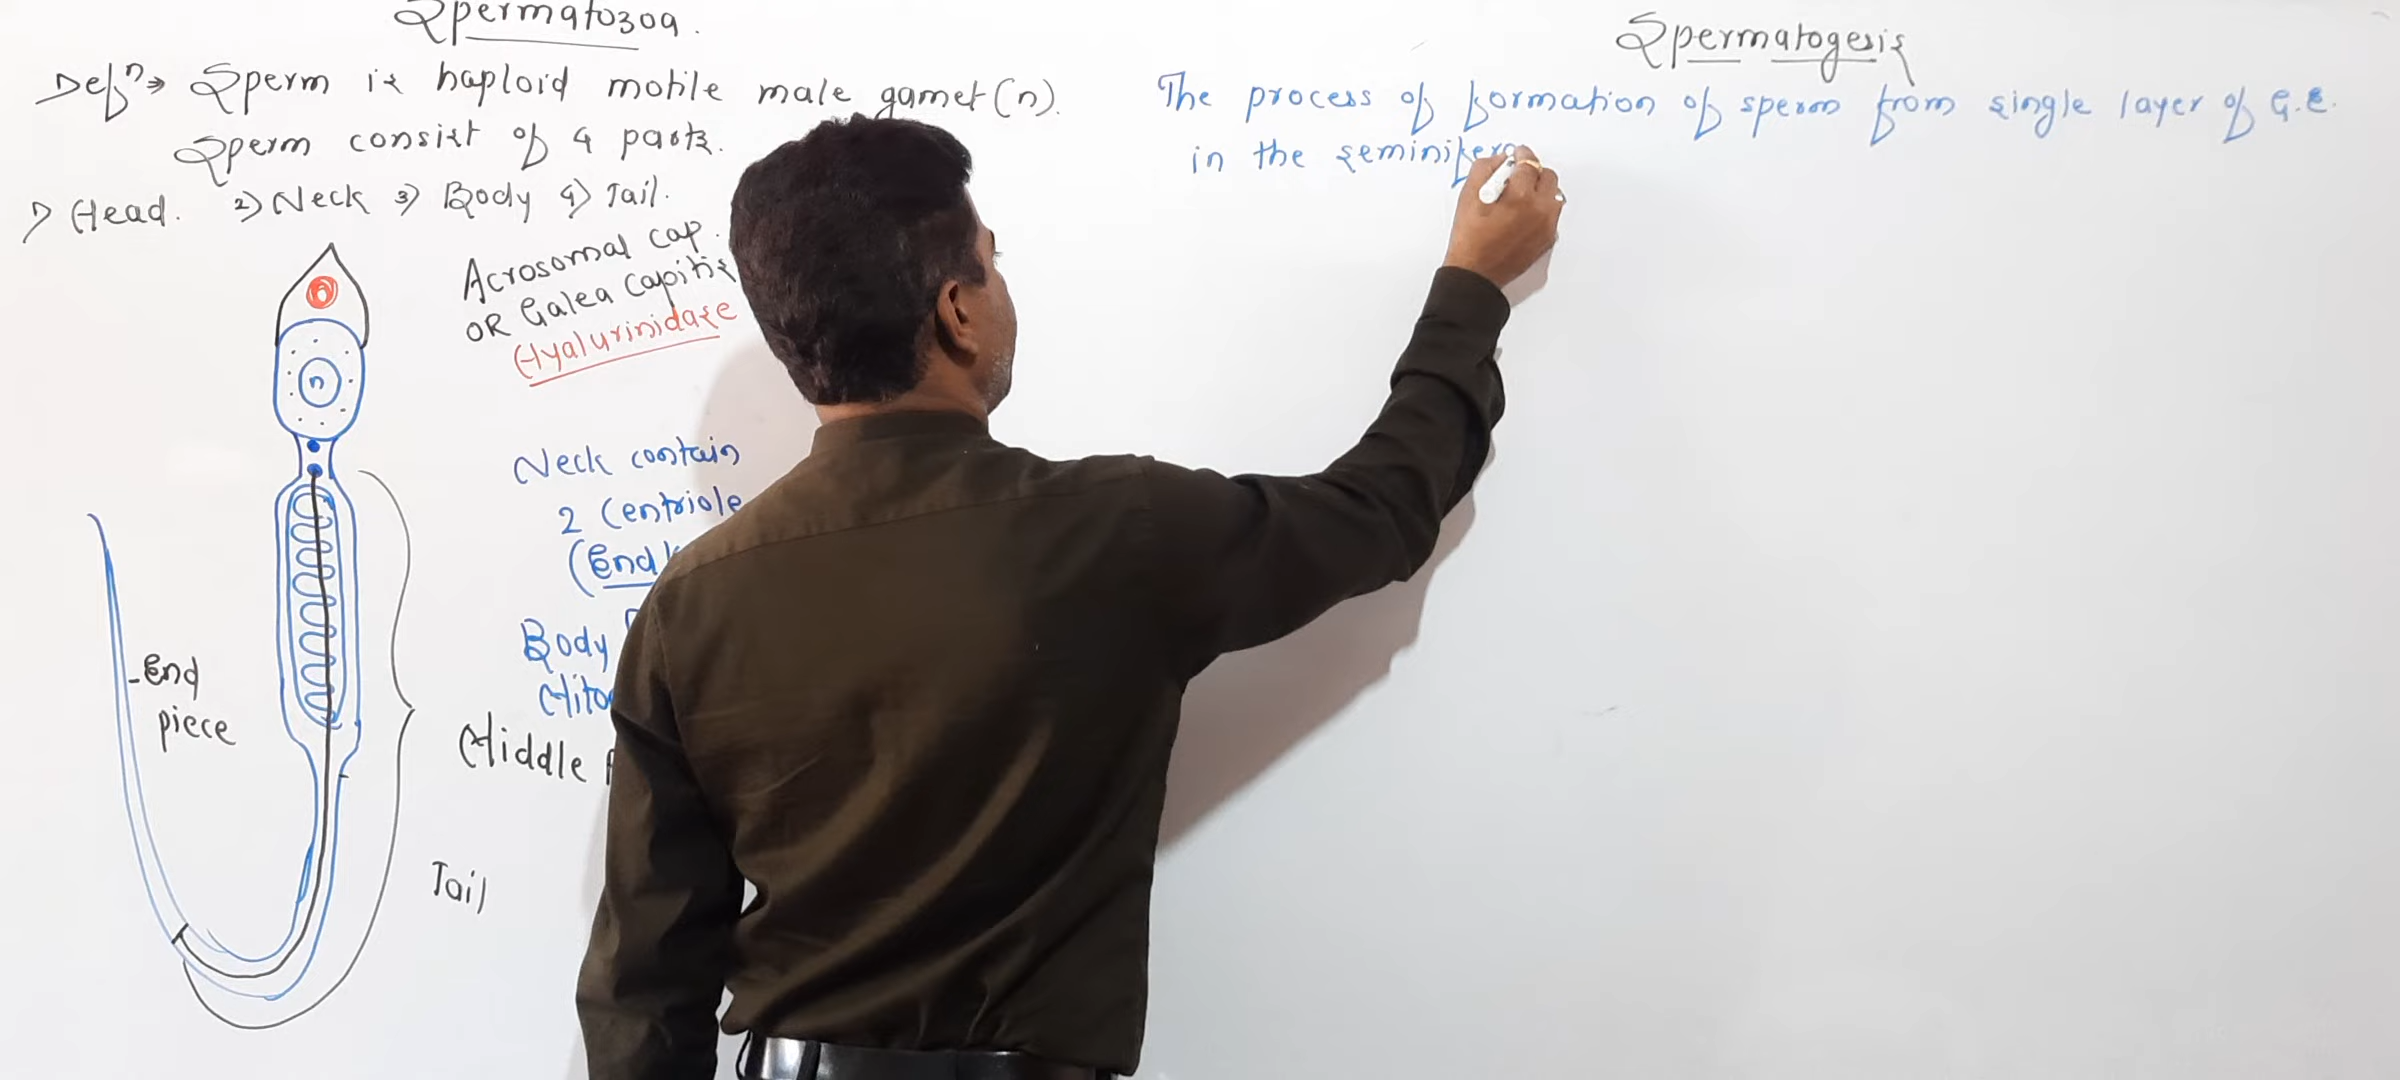 Spermatozoa.
Defn → Sperm is haploid motile male gamet (n).
Sperm consist of 4 parts.
1) Head. 2) Neck 3) Body 4) Tail.
Acrosomal cap.
OR Galea Capitis
Hyalurinidase
n
Neck contain
2 Centriole
Body
Middle
End
piece
Tail
Spermatogesis
The process of formation of sperm from single layer of G.E.
in the seminifero